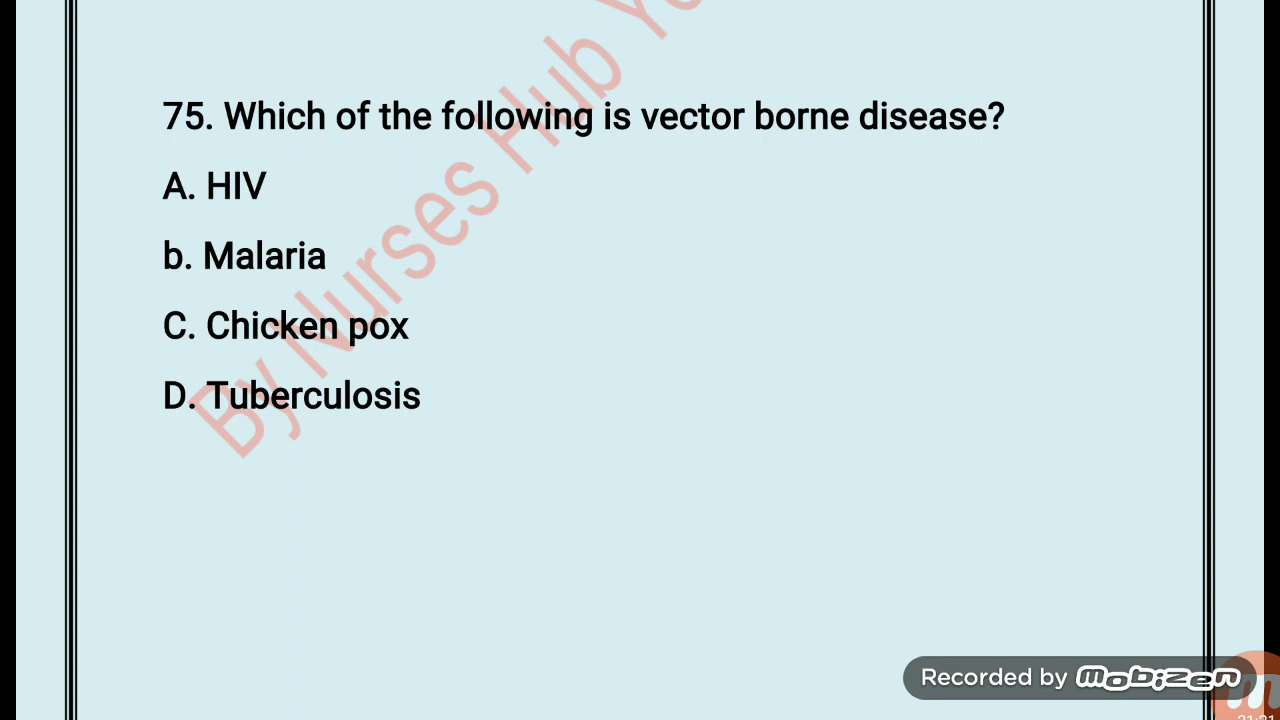 75. Which of the following is vector borne disease?
A. HIV
b. Malaria
C. Chicken pox
D. Tuberculosis
By Nurses Hub
Recorded by mobizen